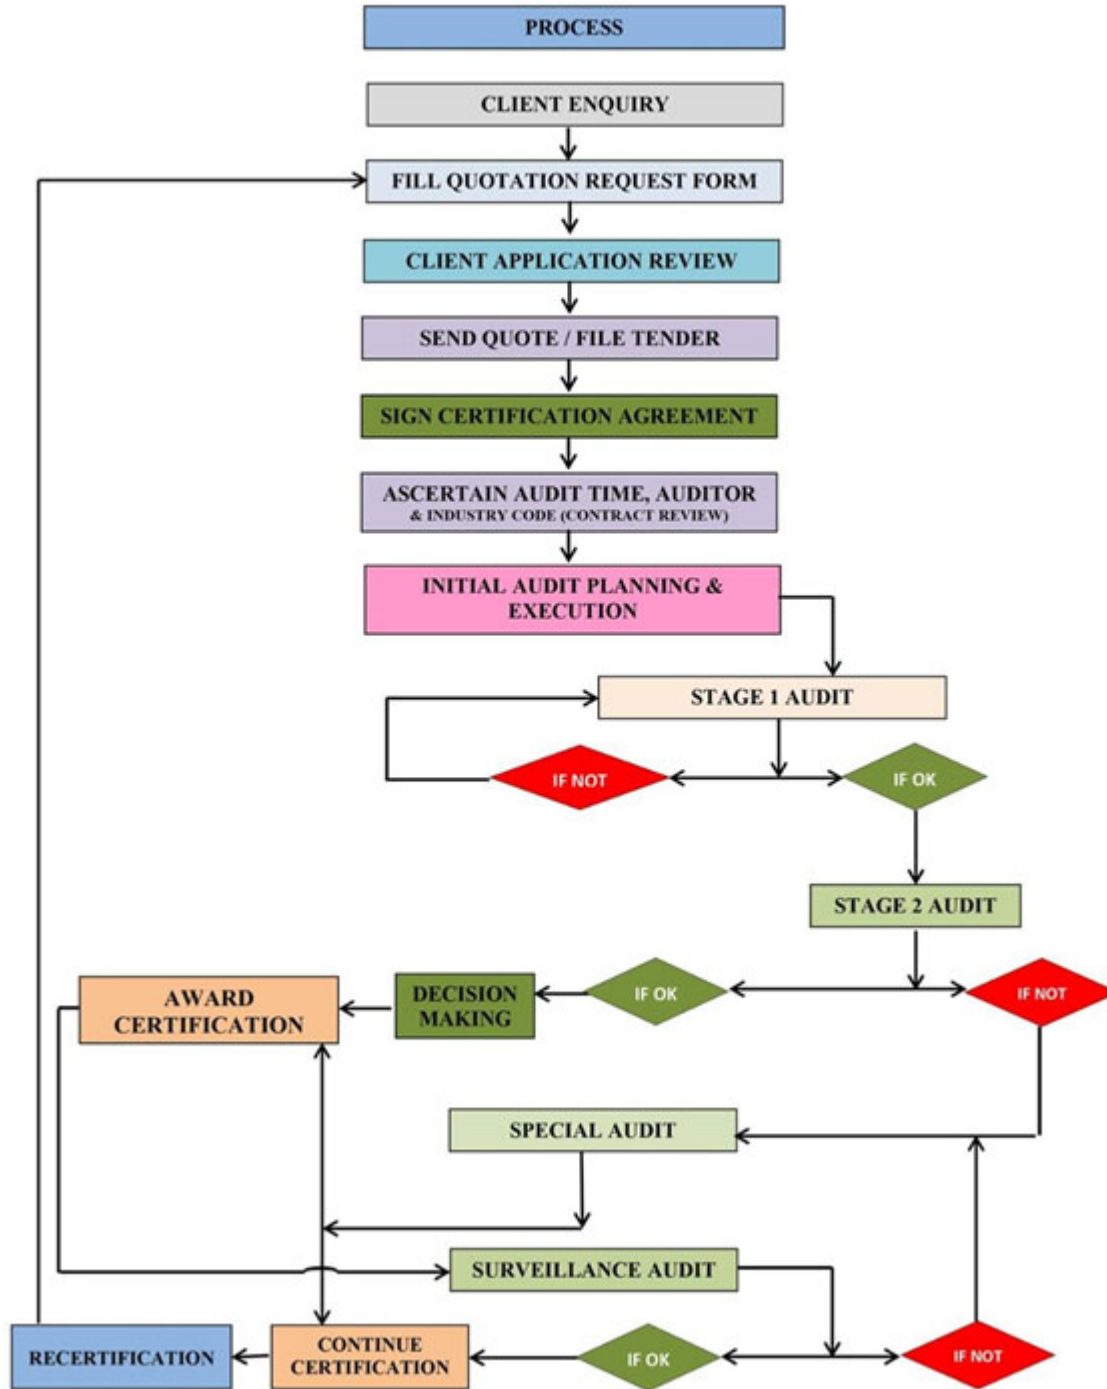 PROCESS
CLIENT ENQUIRY
FILL QUOTATION REQUEST FORM
CLIENT APPLICATION REVIEW
SEND QUOTE / FILE TENDER
SIGN CERTIFICATION AGREEMENT
ASCERTAIN AUDIT TIME, AUDITOR
& INDUSTRY CODE (CONTRACT REVIEW)
INITIAL AUDIT PLANNING &
EXECUTION
STAGE 1 AUDIT
IF NOT
IF OK
STAGE 2 AUDIT
AWARD
CERTIFICATION
DECISION
MAKING
IF OK
IF NOT
SPECIAL AUDIT
SURVEILLANCE AUDIT
RECERTIFICATION
CONTINUE
CERTIFICATION
IF OK
IF NOT